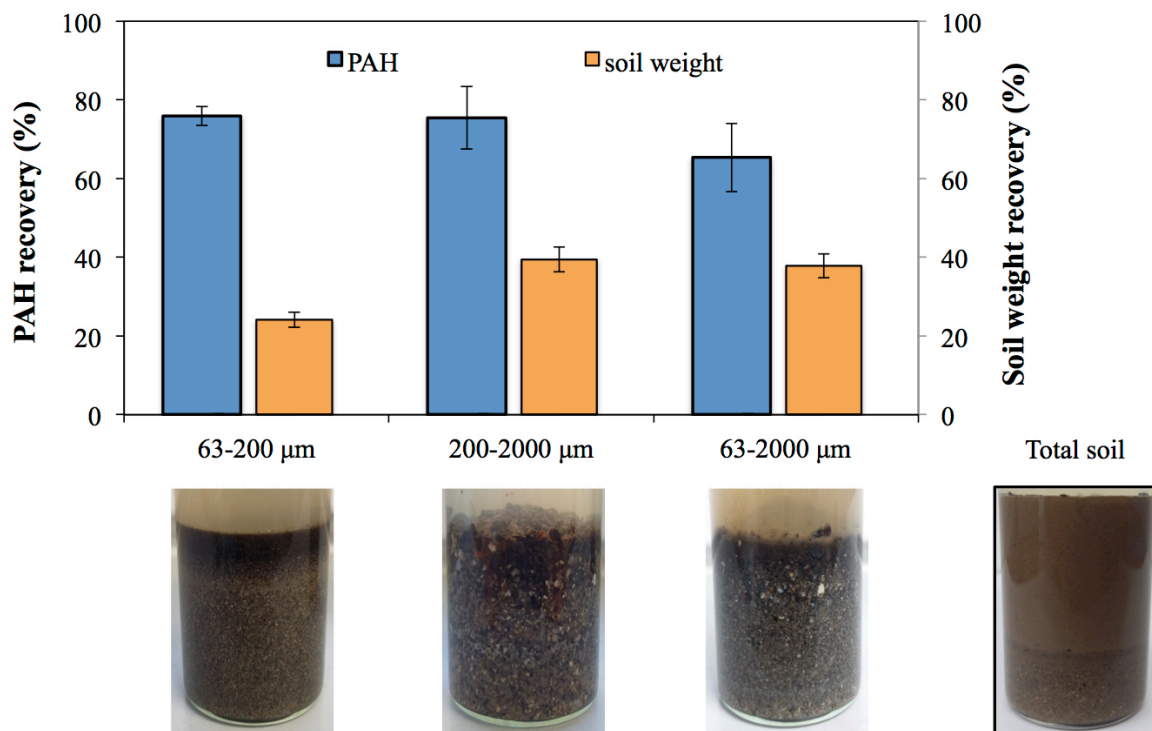 100
80
60
40
20
0
PAH recovery (%)
PAH
soil weight
100
80
60
40
20
0
Soil weight recovery (%)
63-200 µm
200-2000 µm
63-2000 µm
Total soil